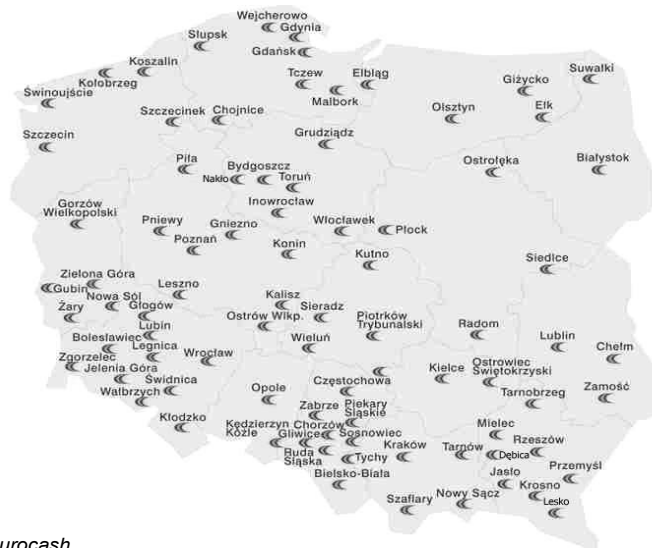 Wejcherowo
Gdynia
Słupsk
Gdańsk
Koszalin
Kołobrzeg
Świnoujście
Tczew
Elbląg
Malbork
Giżycko
Suwałki
Ełk
Olsztyn
Szczecinek
Chojnice
Szczecin
Grudziądz
Piła
Bydgoszcz
Nakło
Toruń
Ostrołęka
Białystok
Gorzów
Wielkopolski
Inowrocław
Pniewy
Gniezno
Włocławek
Płock
Poznań
Konin
Kutno
Siedlce
Zielona Góra
Gubin
Nowa Sól
Leszno
Żary
Głogów
Kalisz
Sieradz
Ostrów Wlkp.
Piotrków
Trybunalski
Lubin
Radom
Bolesławiec
Legnica
Wieluń
Lublin
Chełm
Zgorzelec
Wrocław
Jelenia Góra
Świdnica
Wałbrzych
Opole
Częstochowa
Kielce
Ostrowiec
Świętokrzyski
Tarnobrzeg
Zamość
Kłodzko
Zabrze
Piekary
Śląskie
Kędzierzyn
Koźle
Chorzów
Gliwice
Sosnowiec
Ruda
Śląska
Tychy
Kraków
Tarnów
Mielec
Rzeszów
Dębica
Bielsko-Biała
Jasło
Przemyśl
Krosno
Szaflary
Nowy Sącz
Lesko
urocash